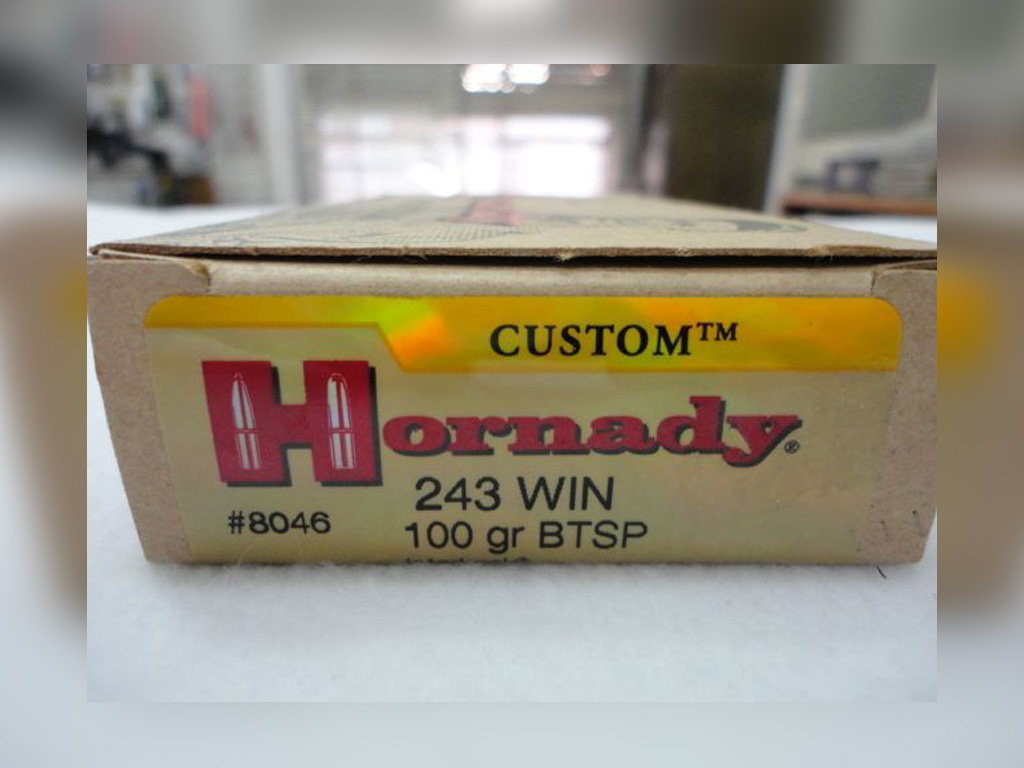 CUSTOM™
Hornady®
243 WIN
#8046
100 gr BTSP